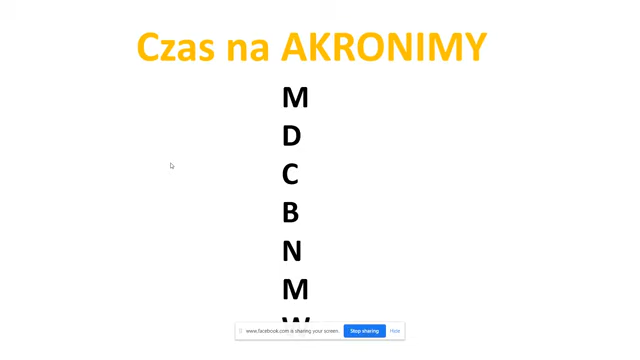 Czas na AKRONIMY
M
D
C
B
N
M
W
www.facebook.com is sharing your screen.
Stop sharing
Hide